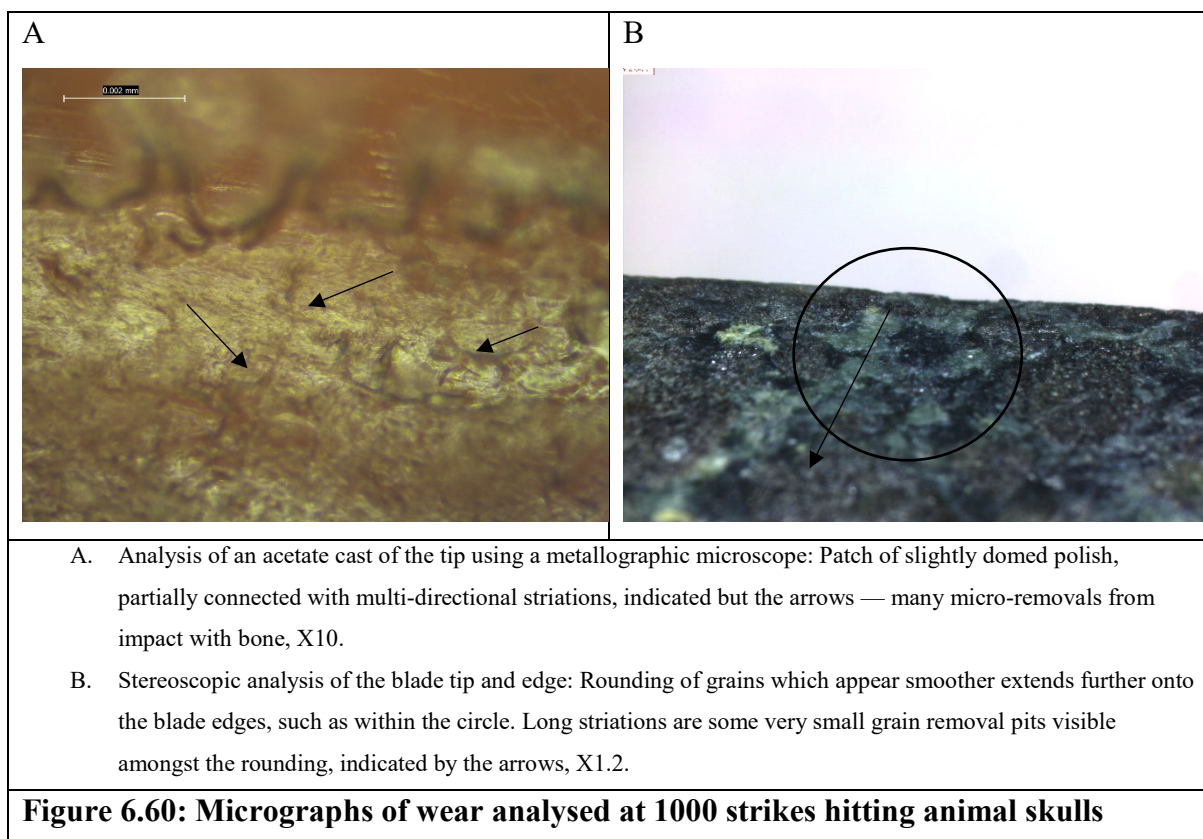 A
B
0.002 mm
A. Analysis of an acetate cast of the tip using a metallographic microscope: Patch of slightly domed polish,
partially connected with multi-directional striations, indicated but the arrows — many micro-removals from
impact with bone, X10.
B. Stereoscopic analysis of the blade tip and edge: Rounding of grains which appear smoother extends further onto
the blade edges, such as within the circle. Long striations are some very small grain removal pits visible
amongst the rounding, indicated by the arrows, X1.2.
Figure 6.60: Micrographs of wear analysed at 1000 strikes hitting animal skulls